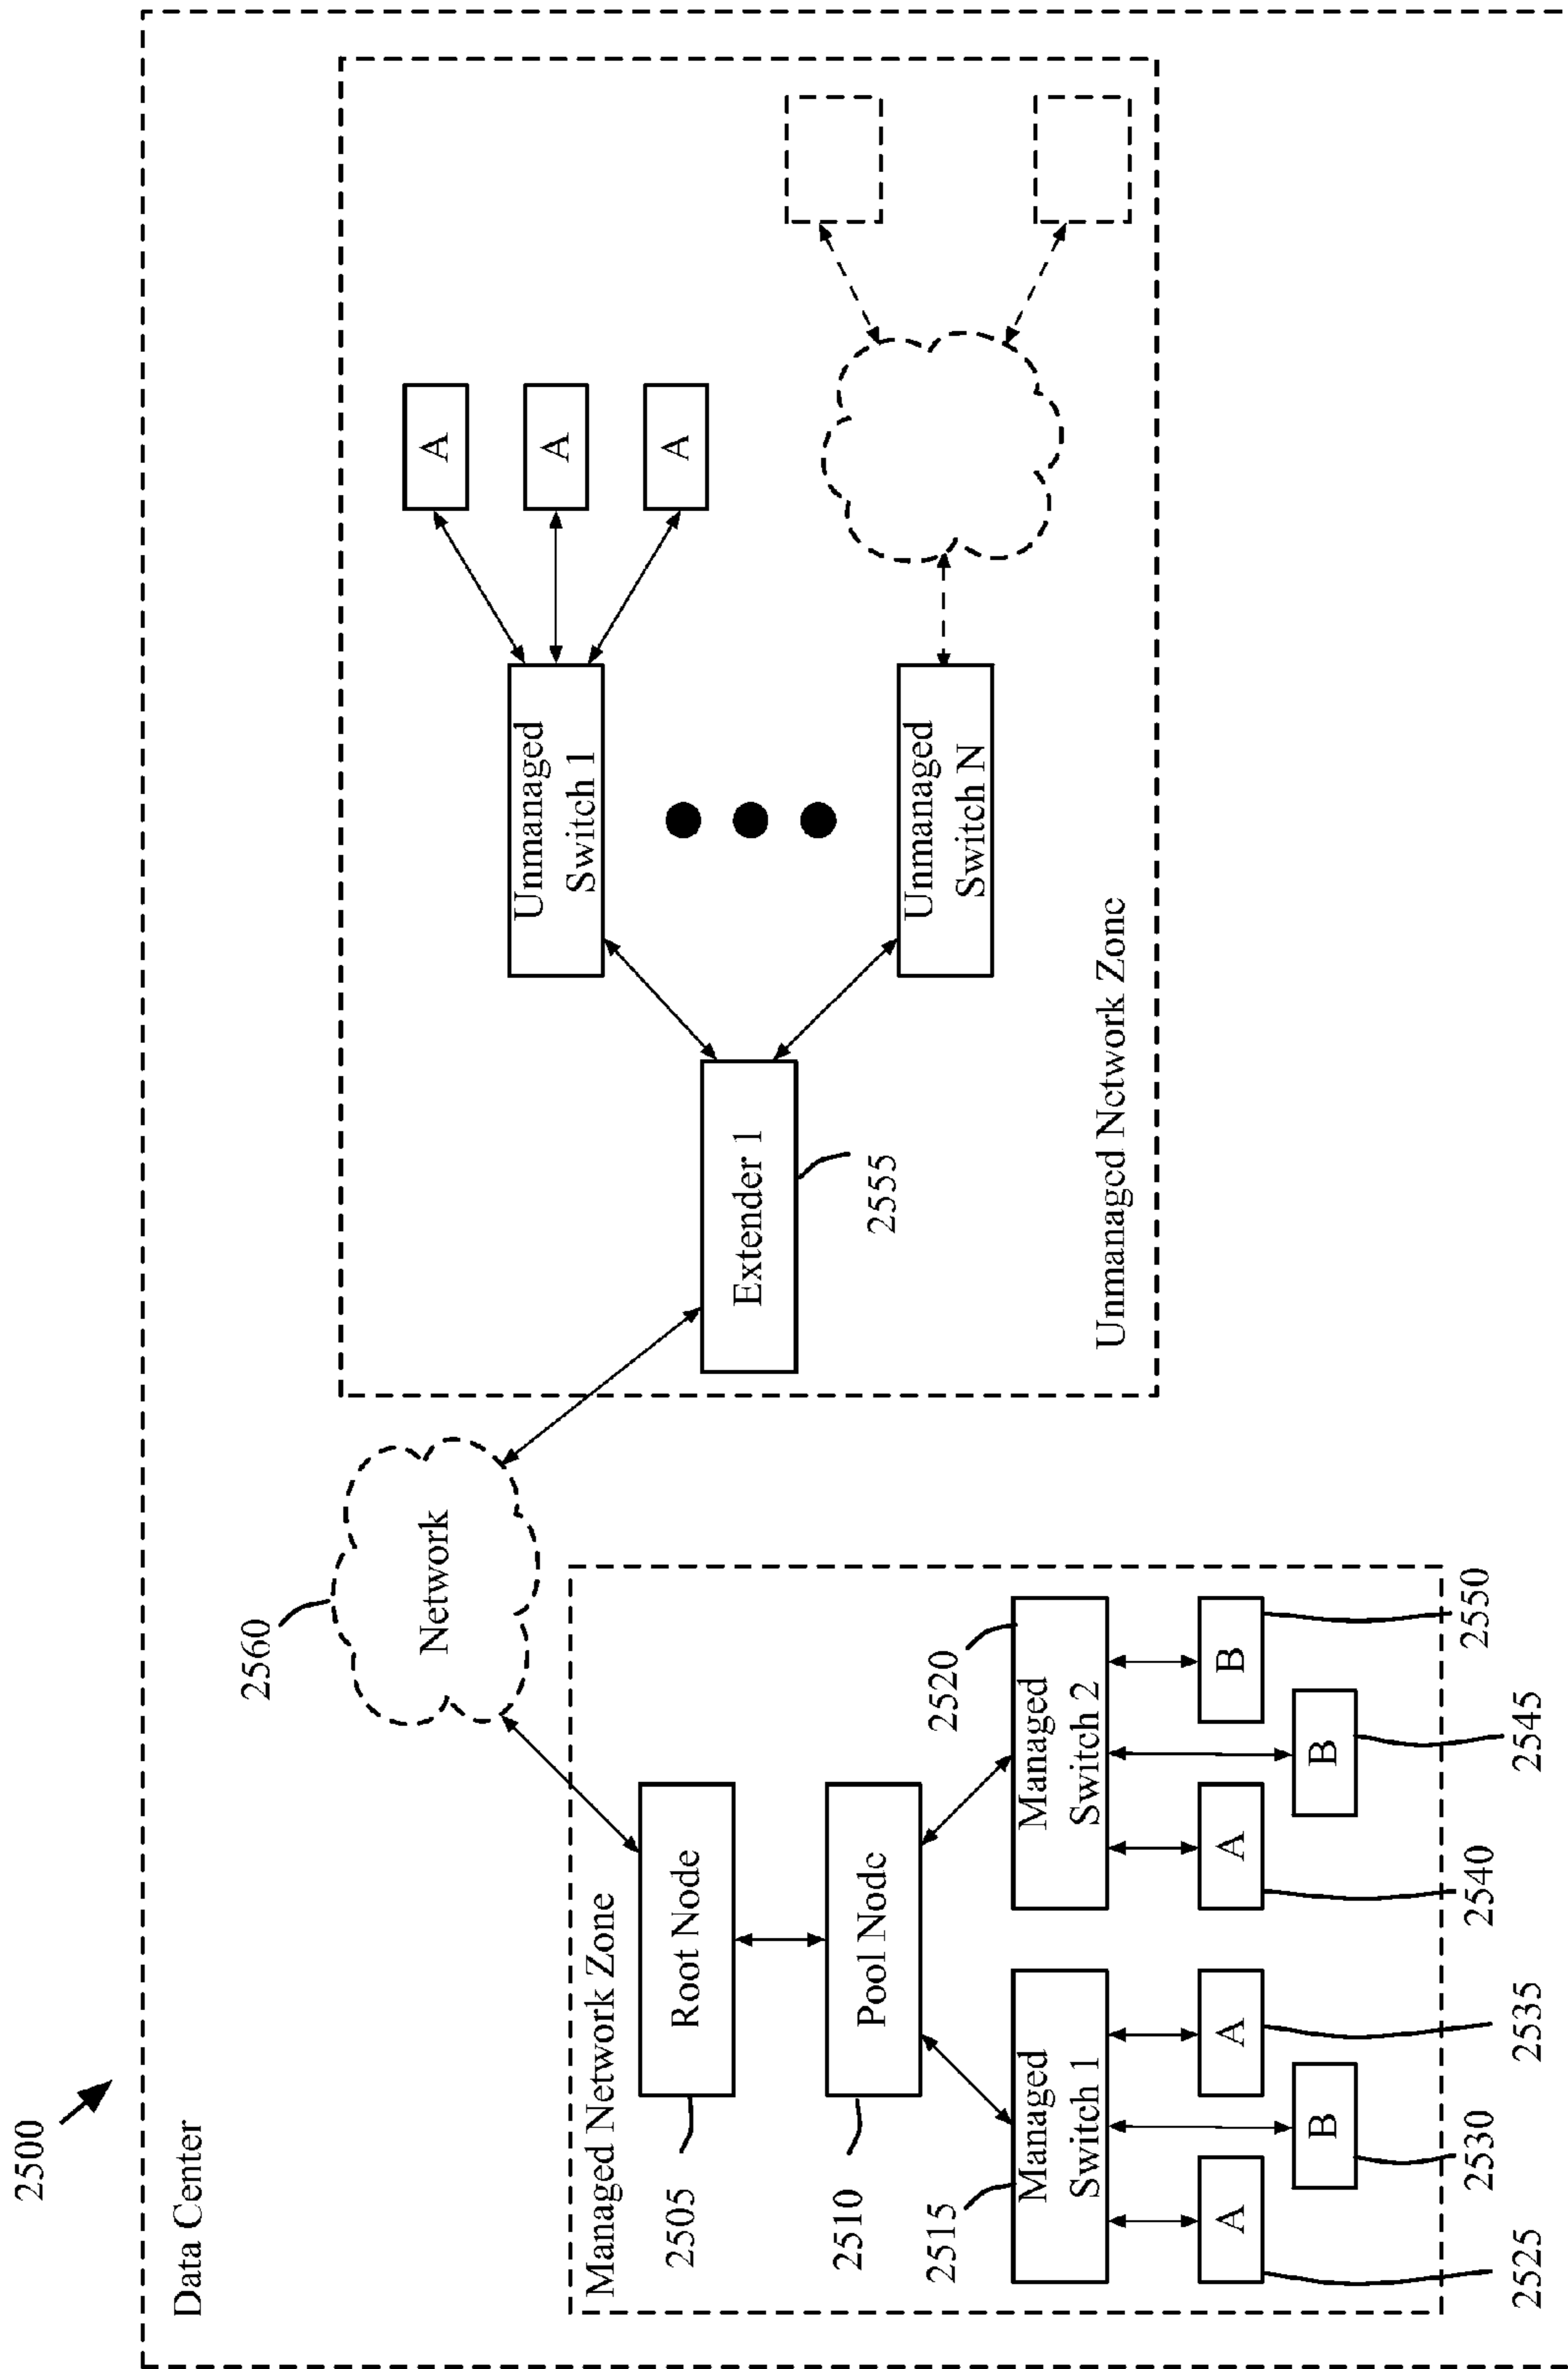 2500
Data Center
2560
Network
Managed Network Zone
Root Node
2505
Pool Node
2510
Managed
Switch 1
2515
Managed
Switch 2
2520
A
B
A
A
B
B
2525
2530
2535
2540
2545
2550
Extender 1
2555
Unmanaged
Switch 1
A
A
A
Unmanaged
Switch N
Unmanaged Network Zone